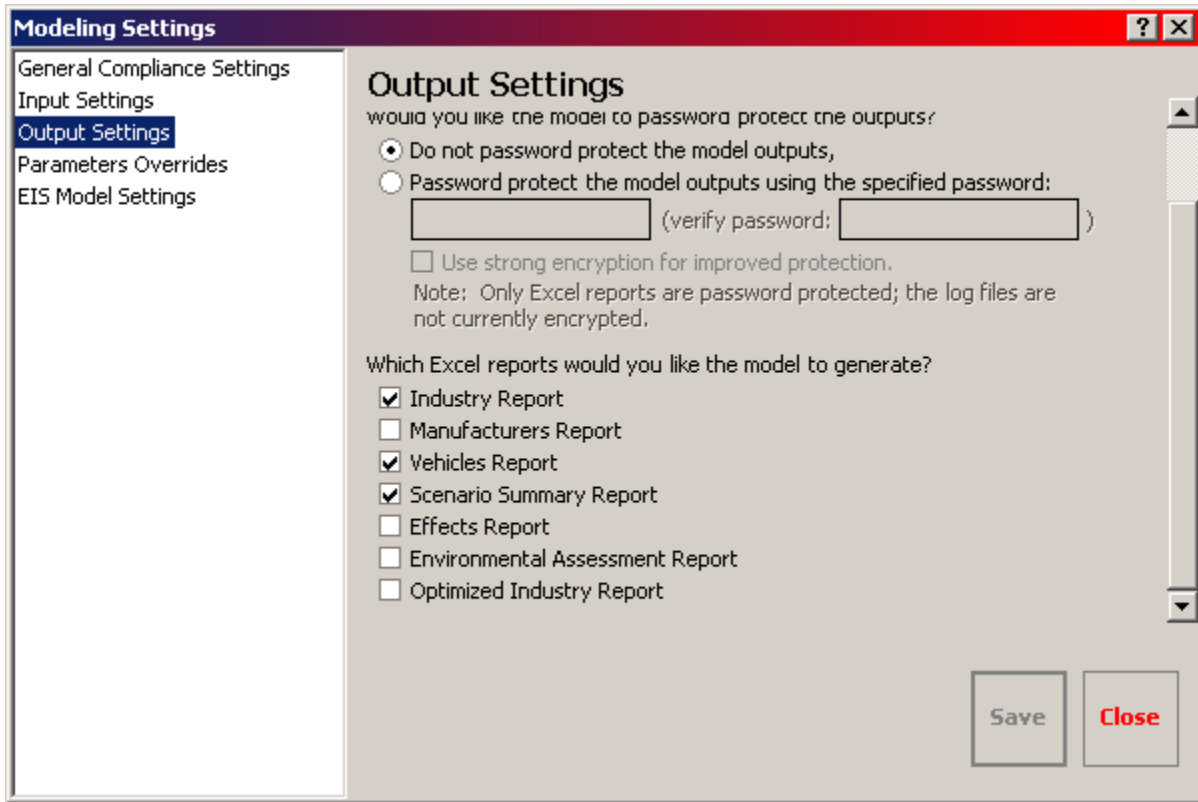 Modeling Settings
General Compliance Settings
Input Settings
Output Settings
Parameters Overrides
EIS Model Settings
Output Settings
Would you like the model to password protect the outputs?
Do not password protect the model outputs,
Password protect the model outputs using the specified password:
(verify password: )
Use strong encryption for improved protection.
Note: Only Excel reports are password protected; the log files are
not currently encrypted.
Which Excel reports would you like the model to generate?
Industry Report
Manufacturers Report
Vehicles Report
Scenario Summary Report
Effects Report
Environmental Assessment Report
Optimized Industry Report
Save
Close